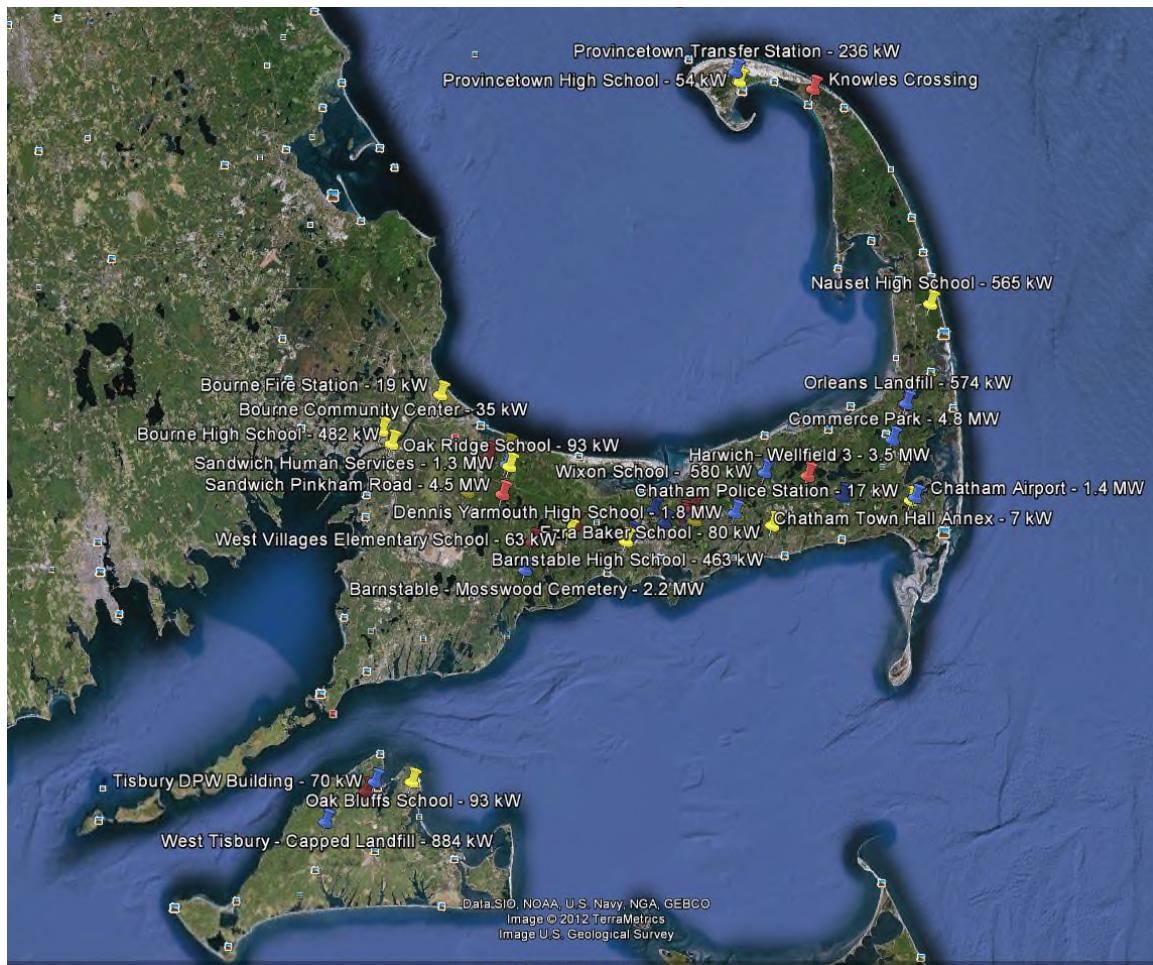 Provincetown Transfer Station - 236 kW
Provincetown High School - 54 kW
Knowles Crossing
Nauset High School - 565 kW
Bourne Fire Station - 19 kW
Orleans Landfill - 574 kW
Bourne Community Center - 35 kW
Commerce Park - 4.8 MW
Bourne High School - 482 kW
Oak Ridge School - 93 kW
Harwich- Wellfield 3 - 3.5 MW
Sandwich Human Services - 1.3 MW
Wixon School - 580 kW
Sandwich Pinkham Road - 4.5 MW
Chatham Police Station - 17 kW
Chatham Airport - 1.4 MW
Dennis Yarmouth High School - 1.8 MW
Chatham Town Hall Annex - 7 kW
West Villages Elementary School - 63 kW
Ezra Baker School - 80 kW
Barnstable High School - 463 kW
Barnstable - Mosswood Cemetery - 2.2 MW
Tisbury DPW Building - 70 kW
Oak Bluffs School - 93 kW
West Tisbury - Capped Landfill - 884 kW
Data SIO, NOAA, U.S. Navy, NGA, GEBCO
Image © 2012 TerraMetrics
Image U.S. Geological Survey